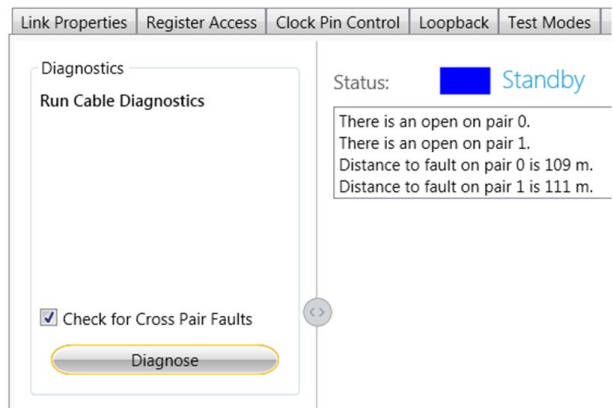 Link Properties
Register Access
Clock Pin Control
Loopback
Test Modes
Diagnostics
Run Cable Diagnostics
Check for Cross Pair Faults
Diagnose
Status:
Standby
There is an open on pair 0.
There is an open on pair 1.
Distance to fault on pair 0 is 109 m.
Distance to fault on pair 1 is 111 m.